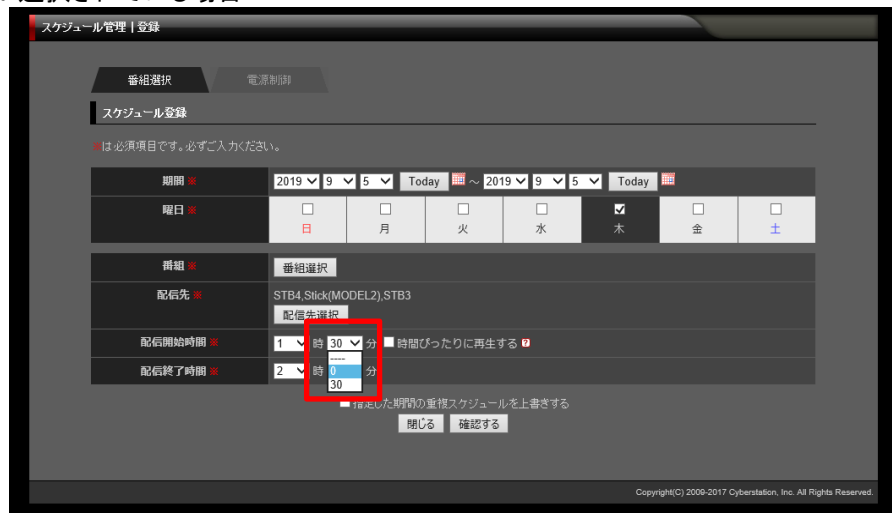 スケジュール管理 | 登録
番組選択 電源制御
スケジュール登録
※は必須項目です。必ずご入力ください。
期間 ※ 2019 9 5 Today ～ 2019 9 5 Today
曜日 ※
日 月 火 水 木 金 土
番組 ※ 番組選択
配信先 ※ STB4,Stick(MODEL2),STB3
配信先選択
配信開始時間 ※ 1 時 30 分 時間ぴったりに再生する ?
----
配信終了時間 ※ 2 時 0 分
30
指定した期間の重複スケジュールを上書きする
閉じる 確認する
Copyright(C) 2009-2017 Cyberstation, Inc. All Rights Reserved.